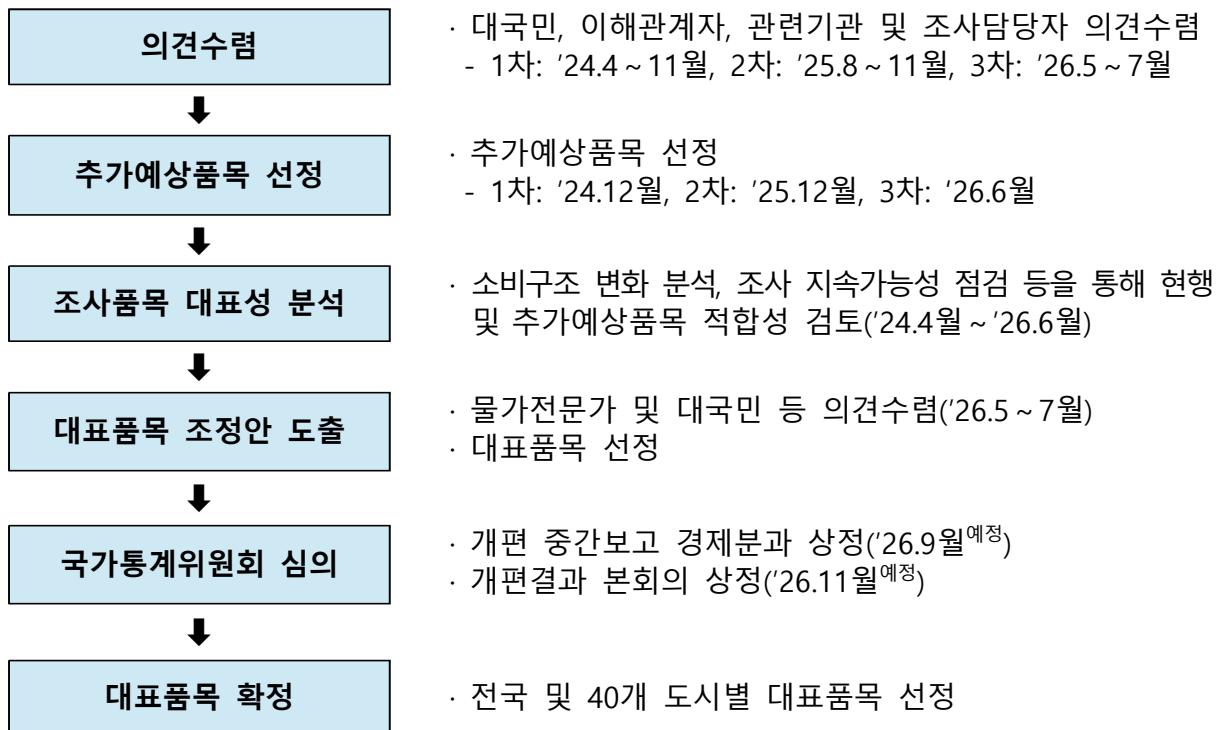 의견수렴
· 대국민, 이해관계자, 관련기관 및 조사담당자 의견수렴
- 1차: ’24.4 ~ 11월, 2차: ’25.8 ~ 11월, 3차: ’26.5 ~ 7월
추가예상품목 선정
· 추가예상품목 선정
- 1차: ’24.12월, 2차: ’25.12월, 3차: ‘26.6월
조사품목 대표성 분석
· 소비구조 변화 분석, 조사 지속가능성 점검 등을 통해 현행
및 추가예상품목 적합성 검토(’24.4월 ~ ’26.6월)
대표품목 조정안 도출
· 물가전문가 및 대국민 등 의견수렴(’26.5 ~ 7월)
· 대표품목 선정
국가통계위원회 심의
· 개편 중간보고 경제분과 상정(’26.9월예정)
· 개편결과 본회의 상정(’26.11월예정)
대표품목 확정
· 전국 및 40개 도시별 대표품목 선정